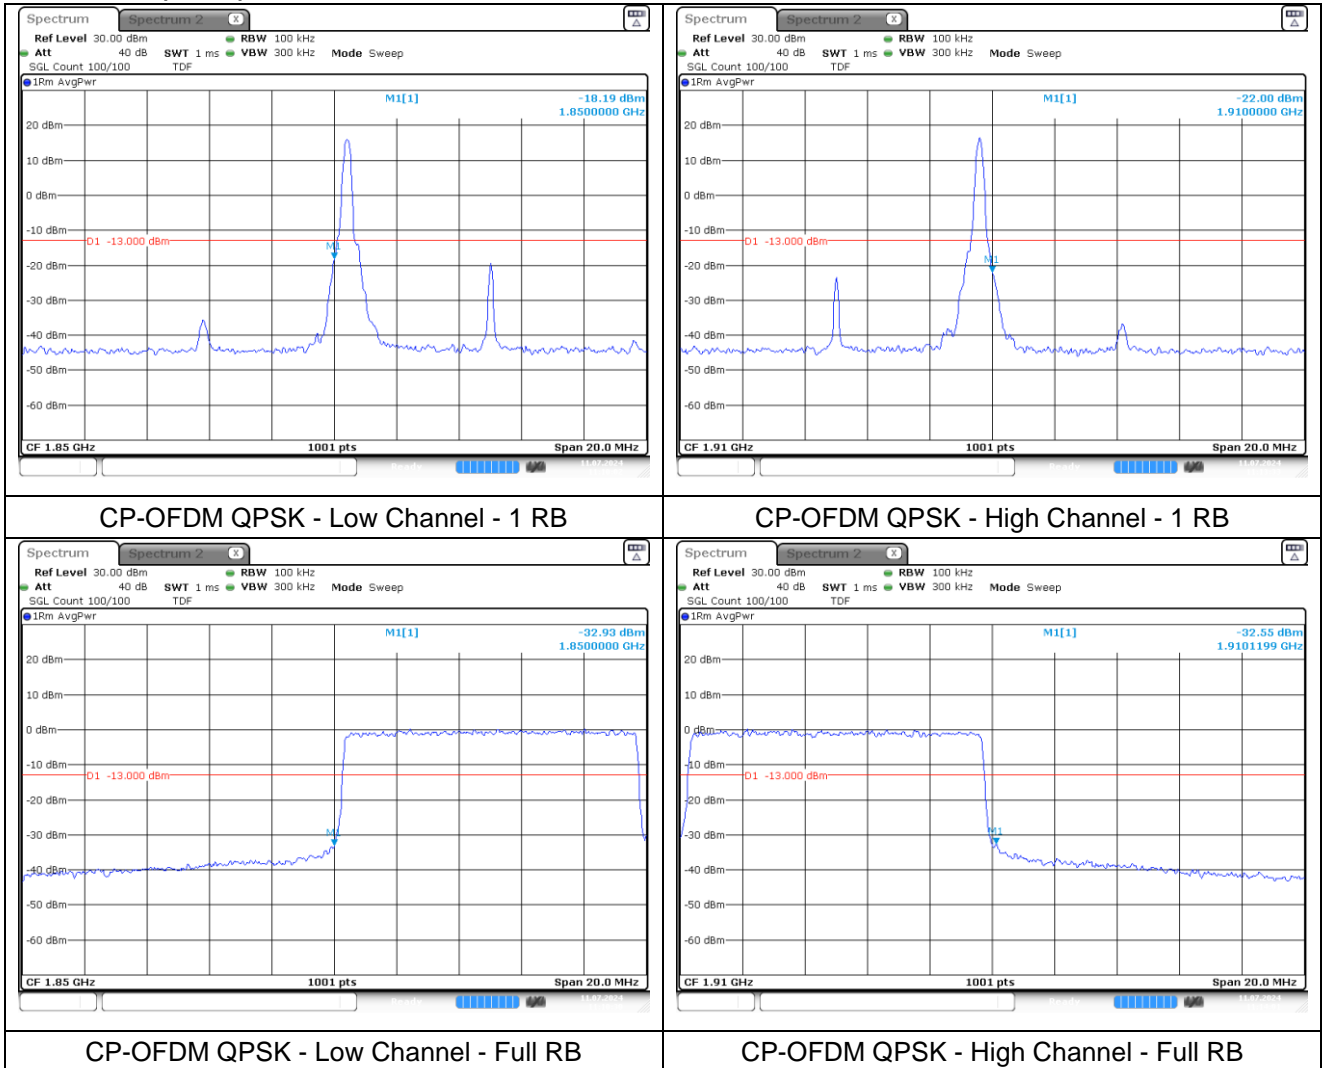 Spectrum Spectrum 2 X
Ref Level 30.00 dBm RBW 100 kHz
Att 40 dB SWT 1 ms VBW 300 kHz Mode Sweep
SGL Count 100/100 TDF
1Rm AvgPwr
M1[1] -18.19 dBm
1.8500000 GHz
20 dBm
10 dBm
0 dBm
-10 dBm
D1 -13.000 dBm
M1
-20 dBm
-30 dBm
-40 dBm
-50 dBm
-60 dBm
CF 1.85 GHz 1001 pts Span 20.0 MHz
Ready 11.07.2024
CP-OFDM QPSK - Low Channel - 1 RB
Spectrum Spectrum 2 X
Ref Level 30.00 dBm RBW 100 kHz
Att 40 dB SWT 1 ms VBW 300 kHz Mode Sweep
SGL Count 100/100 TDF
1Rm AvgPwr
M1[1] -22.00 dBm
1.9100000 GHz
20 dBm
10 dBm
0 dBm
-10 dBm
D1 -13.000 dBm
M1
-20 dBm
-30 dBm
-40 dBm
-50 dBm
-60 dBm
CF 1.91 GHz 1001 pts Span 20.0 MHz
Ready 11.07.2024
CP-OFDM QPSK - High Channel - 1 RB
Spectrum Spectrum 2 X
Ref Level 30.00 dBm RBW 100 kHz
Att 40 dB SWT 1 ms VBW 300 kHz Mode Sweep
SGL Count 100/100 TDF
1Rm AvgPwr
M1[1] -32.93 dBm
1.8500000 GHz
20 dBm
10 dBm
0 dBm
-10 dBm
D1 -13.000 dBm
-20 dBm
-30 dBm
M1
-40 dBm
-50 dBm
-60 dBm
CF 1.85 GHz 1001 pts Span 20.0 MHz
Ready 11.07.2024
CP-OFDM QPSK - Low Channel - Full RB
Spectrum Spectrum 2 X
Ref Level 30.00 dBm RBW 100 kHz
Att 40 dB SWT 1 ms VBW 300 kHz Mode Sweep
SGL Count 100/100 TDF
1Rm AvgPwr
M1[1] -32.55 dBm
1.9101199 GHz
20 dBm
10 dBm
0 dBm
-10 dBm
D1 -13.000 dBm
-20 dBm
-30 dBm
M1
-40 dBm
-50 dBm
-60 dBm
CF 1.91 GHz 1001 pts Span 20.0 MHz
Ready 11.07.2024
CP-OFDM QPSK - High Channel - Full RB